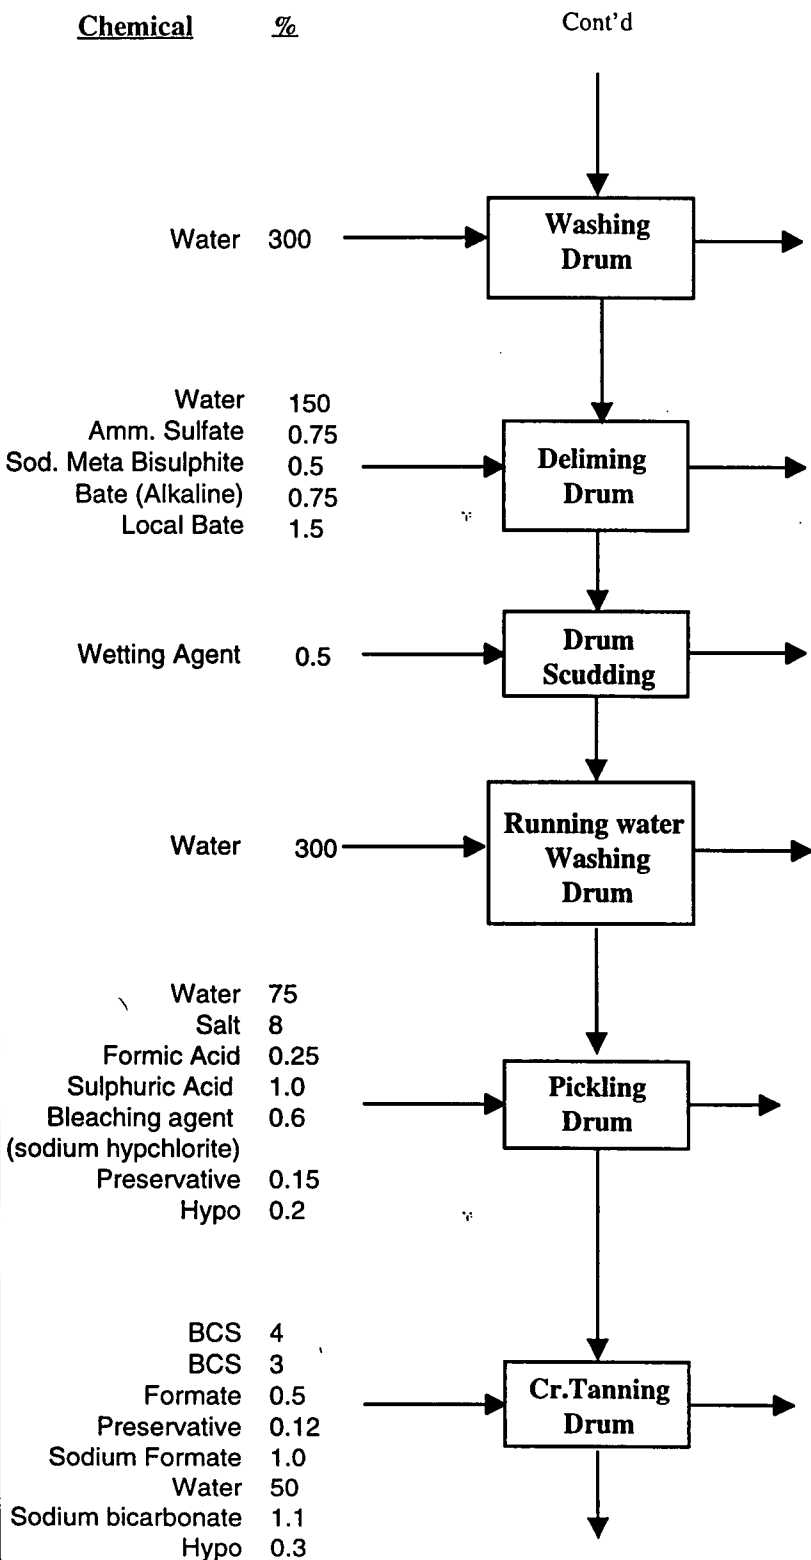 Chemical % Cont'd
Water 300
Washing
Drum
Water 150
Amm. Sulfate 0.75
Sod. Meta Bisulphite 0.5
Bate (Alkaline) 0.75
Local Bate 1.5
Deliming
Drum
Wetting Agent 0.5
Drum
Scudding
Water 300
Running water
Washing
Drum
Water 75
Salt 8
Formic Acid 0.25
Sulphuric Acid 1.0
Bleaching agent 0.6
(sodium hypchlorite)
Preservative 0.15
Hypo 0.2
Pickling
Drum
BCS 4
BCS 3
Formate 0.5
Preservative 0.12
Sodium Formate 1.0
Water 50
Sodium bicarbonate 1.1
Hypo 0.3
Cr.Tanning
Drum